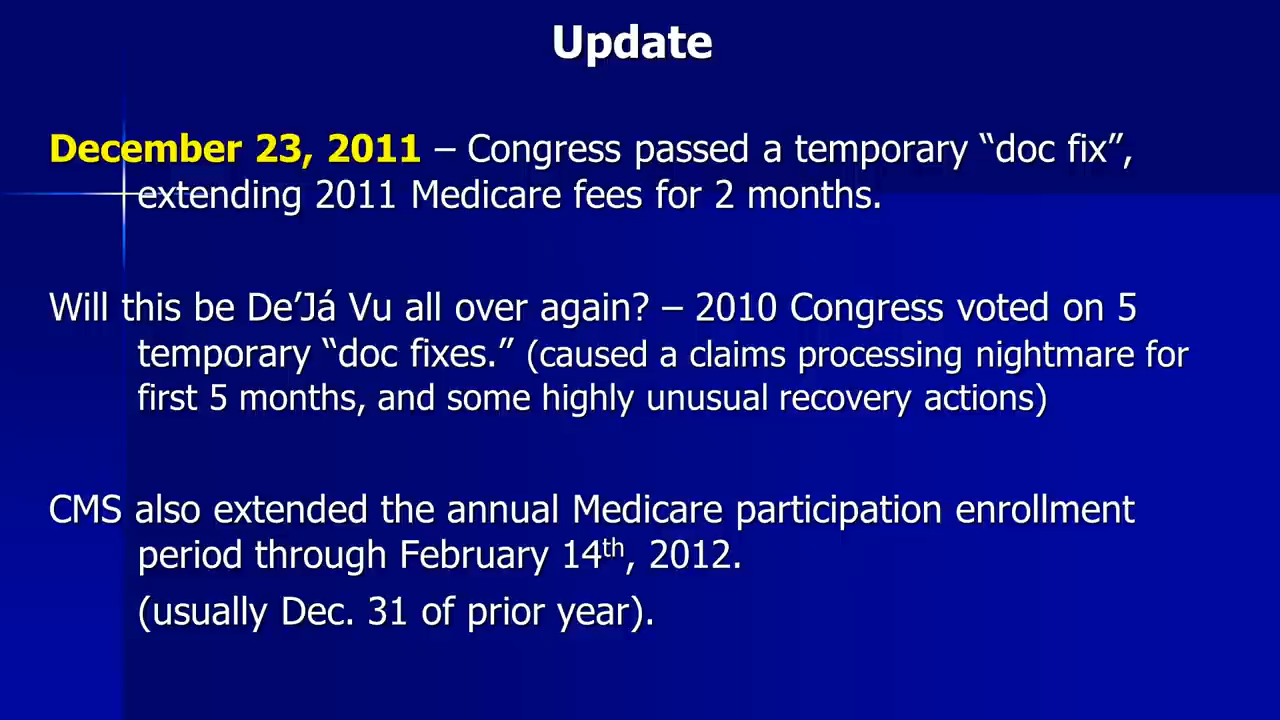 Update
December 23, 2011 – Congress passed a temporary “doc fix”,
extending 2011 Medicare fees for 2 months.
Will this be De’Já Vu all over again? – 2010 Congress voted on 5
temporary “doc fixes.” (caused a claims processing nightmare for
first 5 months, and some highly unusual recovery actions)
CMS also extended the annual Medicare participation enrollment
period through February 14th, 2012.
(usually Dec. 31 of prior year).